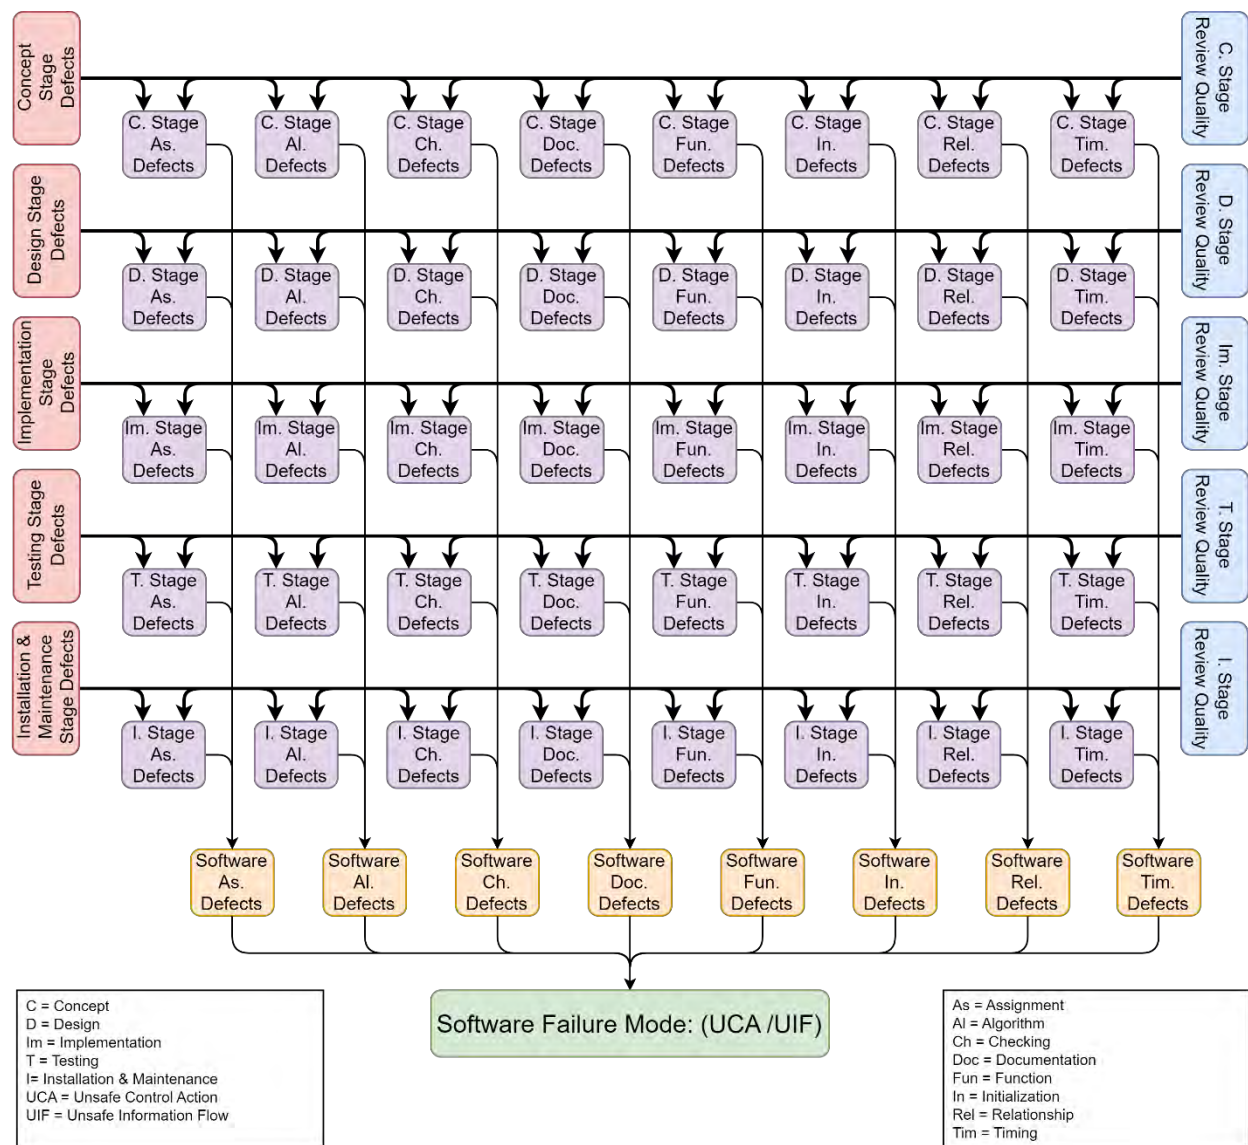 Concept
Stage
Defects
C. Stage
Review Quality
C. Stage
As.
Defects
C. Stage
Al.
Defects
C. Stage
Ch.
Defects
C. Stage
Doc.
Defects
C. Stage
Fun.
Defects
C. Stage
In.
Defects
C. Stage
Rel.
Defects
C. Stage
Tim.
Defects
Design Stage
Defects
D. Stage
Review Quality
D. Stage
As.
Defects
D. Stage
Al.
Defects
D. Stage
Ch.
Defects
D. Stage
Doc.
Defects
D. Stage
Fun.
Defects
D. Stage
In.
Defects
D. Stage
Rel.
Defects
D. Stage
Tim.
Defects
Implementation
Stage
Defects
Im. Stage
Review Quality
Im. Stage
As.
Defects
Im. Stage
Al.
Defects
Im. Stage
Ch.
Defects
Im. Stage
Doc.
Defects
Im. Stage
Fun.
Defects
Im. Stage
In.
Defects
Im. Stage
Rel.
Defects
Im. Stage
Tim.
Defects
Testing Stage
Defects
T. Stage
Review Quality
T. Stage
As.
Defects
T. Stage
Al.
Defects
T. Stage
Ch.
Defects
T. Stage
Doc.
Defects
T. Stage
Fun.
Defects
T. Stage
In.
Defects
T. Stage
Rel.
Defects
T. Stage
Tim.
Defects
Installation &
Maintenance
Stage Defects
I. Stage
Review Quality
I. Stage
As.
Defects
I. Stage
Al.
Defects
I. Stage
Ch.
Defects
I. Stage
Doc.
Defects
I. Stage
Fun.
Defects
I. Stage
In.
Defects
I. Stage
Rel.
Defects
I. Stage
Tim.
Defects
Software
As.
Defects
Software
Al.
Defects
Software
Ch.
Defects
Software
Doc.
Defects
Software
Fun.
Defects
Software
In.
Defects
Software
Rel.
Defects
Software
Tim.
Defects
Software Failure Mode: (UCA /UIF)
C = Concept
D = Design
Im = Implementation
T = Testing
I= Installation & Maintenance
UCA = Unsafe Control Action
UIF = Unsafe Information Flow
As = Assignment
Al = Algorithm
Ch = Checking
Doc = Documentation
Fun = Function
In = Initialization
Rel = Relationship
Tim = Timing